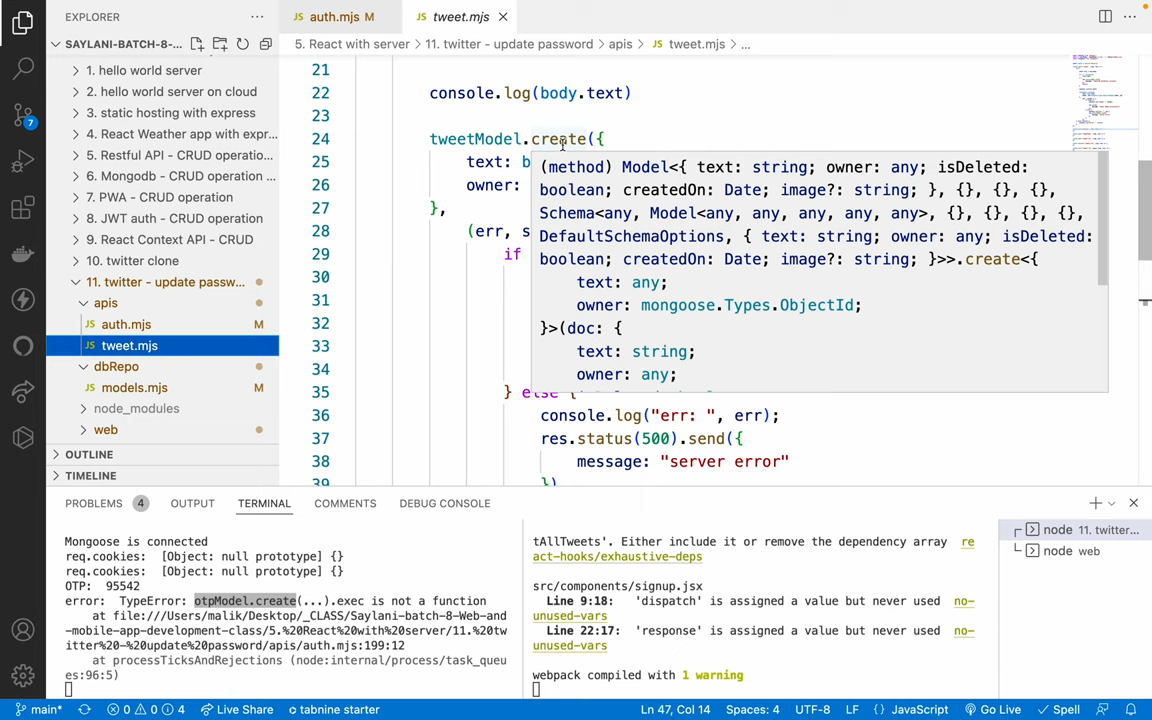 EXPLORER
SAYLANI-BATCH-8-...
1. hello world server
2. hello world server on cloud
3. static hosting with express
4. React Weather app with expr...
5. Restful API - CRUD operatio...
6. Mongodb - CRUD operation ...
7. PWA - CRUD operation
8. JWT auth - CRUD operation
9. React Context API - CRUD
10. twitter clone
11. twitter - update passw...
apis
JS auth.mjs M
JS tweet.mjs
dbRepo
JS models.mjs M
node_modules
web
OUTLINE
TIMELINE
7
JS auth.mjs M
JS tweet.mjs
5. React with server > 11. twitter - update password > apis > JS tweet.mjs > ...
21
22 console.log(body.text)
23
24 tweetModel.create({
25 text: b
26 owner:
27 },
28 (err, s
29 if
30
31
32
33
34
35 } else {
36 console.log("err: ", err);
37 res.status(500).send({
38 message: "server error"
39 })
(method) Model<{ text: string; owner: any; isDeleted:
boolean; createdOn: Date; image?: string; }, {}, {}, {},
Schema<any, Model<any, any, any, any, any>, {}, {}, {}, {},
DefaultSchemaOptions, { text: string; owner: any; isDeleted:
boolean; createdOn: Date; image?: string; }>>.create<{
text: any;
owner: mongoose.Types.ObjectId;
}>(doc: {
text: string;
owner: any;
PROBLEMS 4 OUTPUT TERMINAL COMMENTS DEBUG CONSOLE
Mongoose is connected
req.cookies: [Object: null prototype] {}
req.cookies: [Object: null prototype] {}
OTP: 95542
error: TypeError: otpModel.create(...).exec is not a function
at file:///Users/malik/Desktop/_CLASS/Saylani-batch-8-Web-and
-mobile-app-development-class/5.%20React%20with%20server/11.%20tw
itter%20-%20update%20password/apis/auth.mjs:199:12
at processTicksAndRejections (node:internal/process/task_queu
es:96:5)
tAllTweets'. Either include it or remove the dependency array re
act-hooks/exhaustive-deps
src/components/signup.jsx
Line 9:18: 'dispatch' is assigned a value but never used no-
unused-vars
Line 22:17: 'response' is assigned a value but never used no-
unused-vars
webpack compiled with 1 warning
node 11. twitter...
node web
main* 0 0 4 Live Share tabnine starter Ln 47, Col 14 Spaces: 4 UTF-8 LF {} JavaScript Go Live Spell